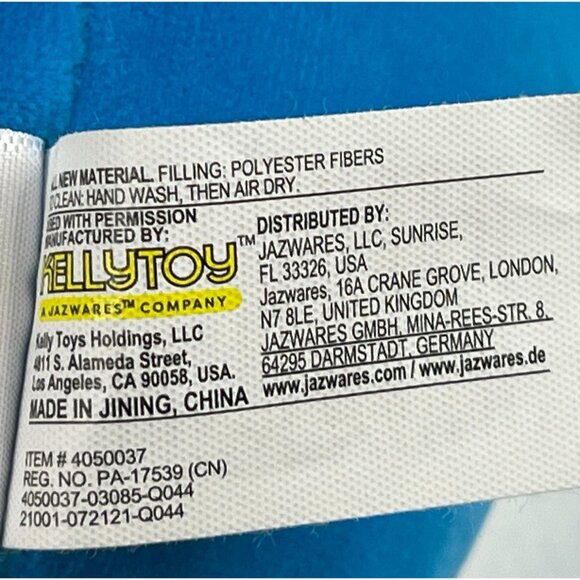 NEW MATERIAL. FILLING: POLYESTER FIBERS
CLEAN: HAND WASH, THEN AIR DRY.
USED WITH PERMISSION
MANUFACTURED BY:
KELLYTOY™
A JAZWARES™ COMPANY
Kelly Toys Holdings, LLC
4811 S. Alameda Street,
Los Angeles, CA 90058, USA.
MADE IN JINING, CHINA
DISTRIBUTED BY:
JAZWARES, LLC, SUNRISE,
FL 33326, USA
Jazwares, 16A CRANE GROVE, LONDON,
N7 8LE, UNITED KINGDOM
JAZWARES GMBH, MINA-REES-STR. 8,
64295 DARMSTADT, GERMANY
www.jazwares.com / www.jazwares.de
ITEM # 4050037
REG. NO. PA-17539 (CN)
4050037-03085-Q044
21001-072121-Q044